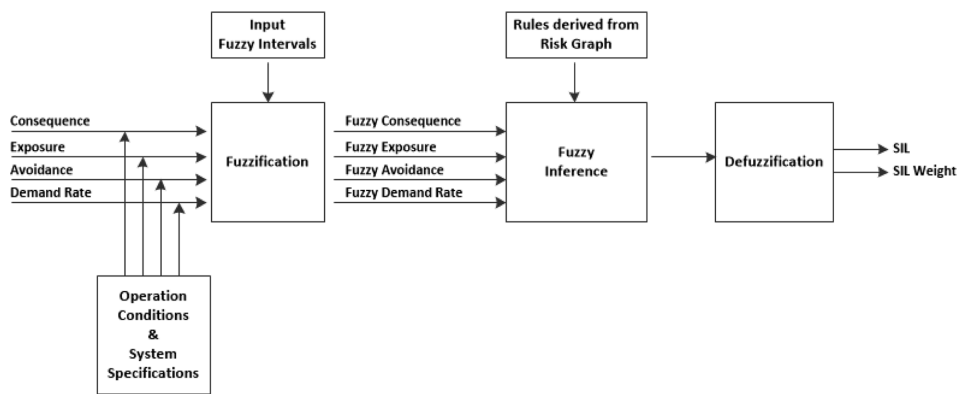 Input
Fuzzy Intervals
Rules derived from
Risk Graph
Consequence
Exposure
Avoidance
Demand Rate
Fuzzification
Fuzzy Consequence
Fuzzy Exposure
Fuzzy Avoidance
Fuzzy Demand Rate
Fuzzy
Inference
Defuzzification
SIL
SIL Weight
Operation
Conditions
&
System
Specifications